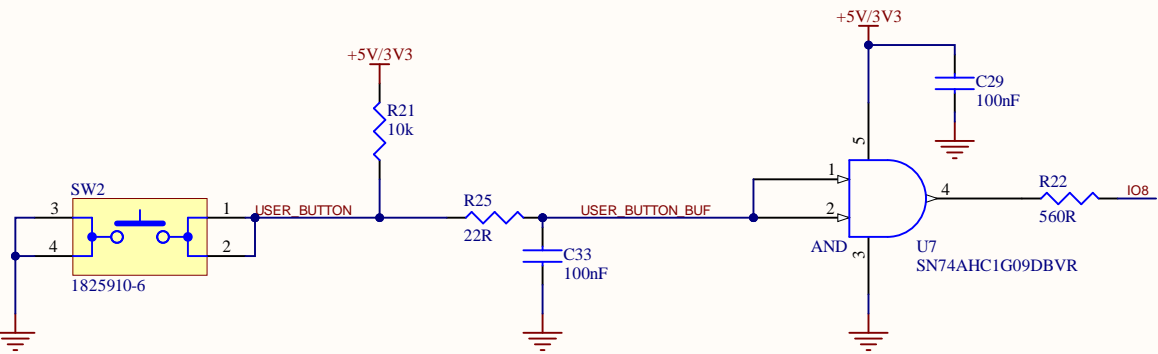 +5V/3V3
C29
100nF
+5V/3V3
R21
10k
5
SW2
3
1
USER_BUTTON
4
2
1825910-6
R25
22R
USER_BUTTON_BUF
C33
100nF
1
2
4
AND
U7
3
SN74AHC1G09DBVR
R22
560R
IO8